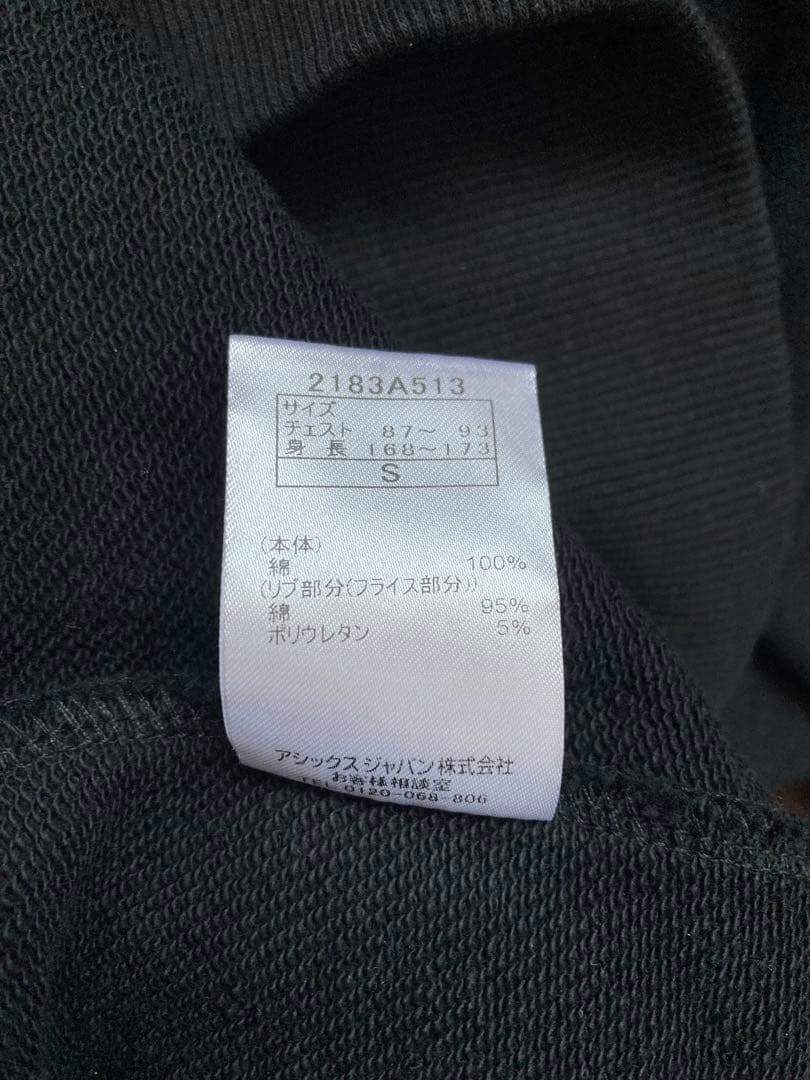 2183A513
サイズ
チェスト 87〜 93
身 長 168〜173
S
(本体)
綿 100%
(リブ部分(フライス部分))
綿 95%
ポリウレタン 5%
アシックスジャパン株式会社
お客様相談室
TEL 0120-068-806